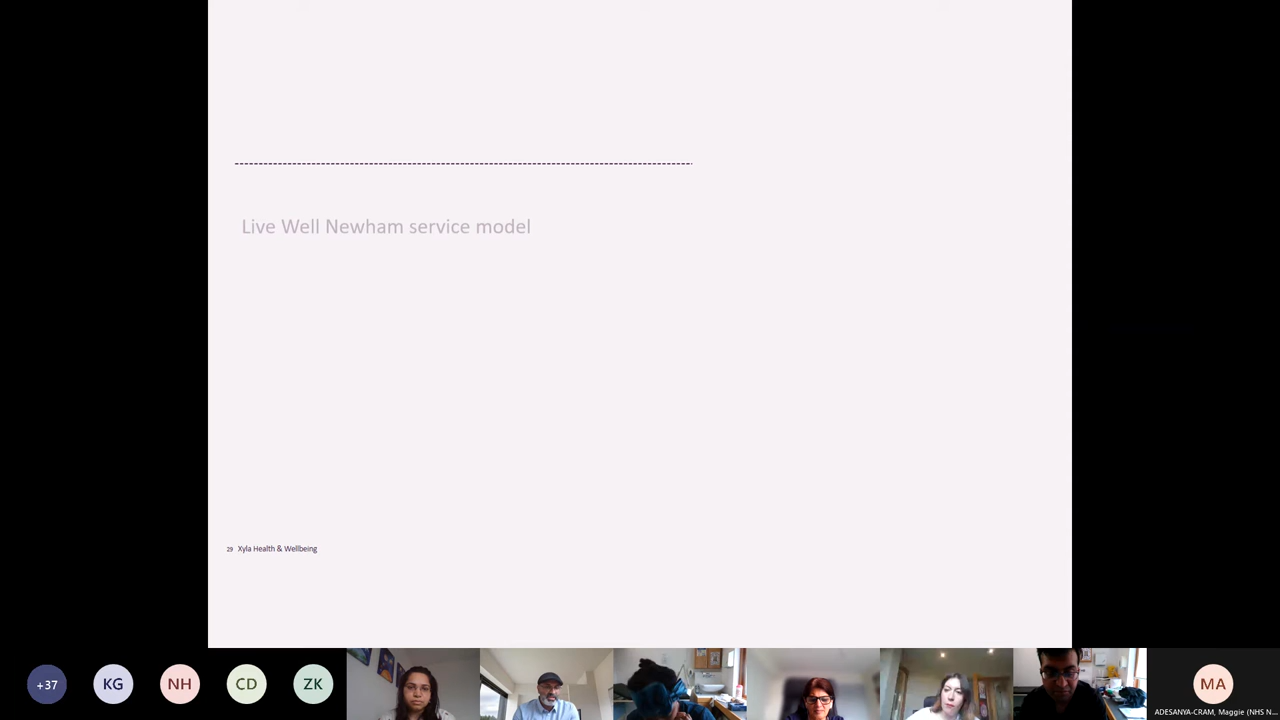 Live Well Newham service model
29 Xyla Health & Wellbeing
+37
KG
NH
CD
ZK
MA
ADESANYA-CRAM, Maggie (NHS N...